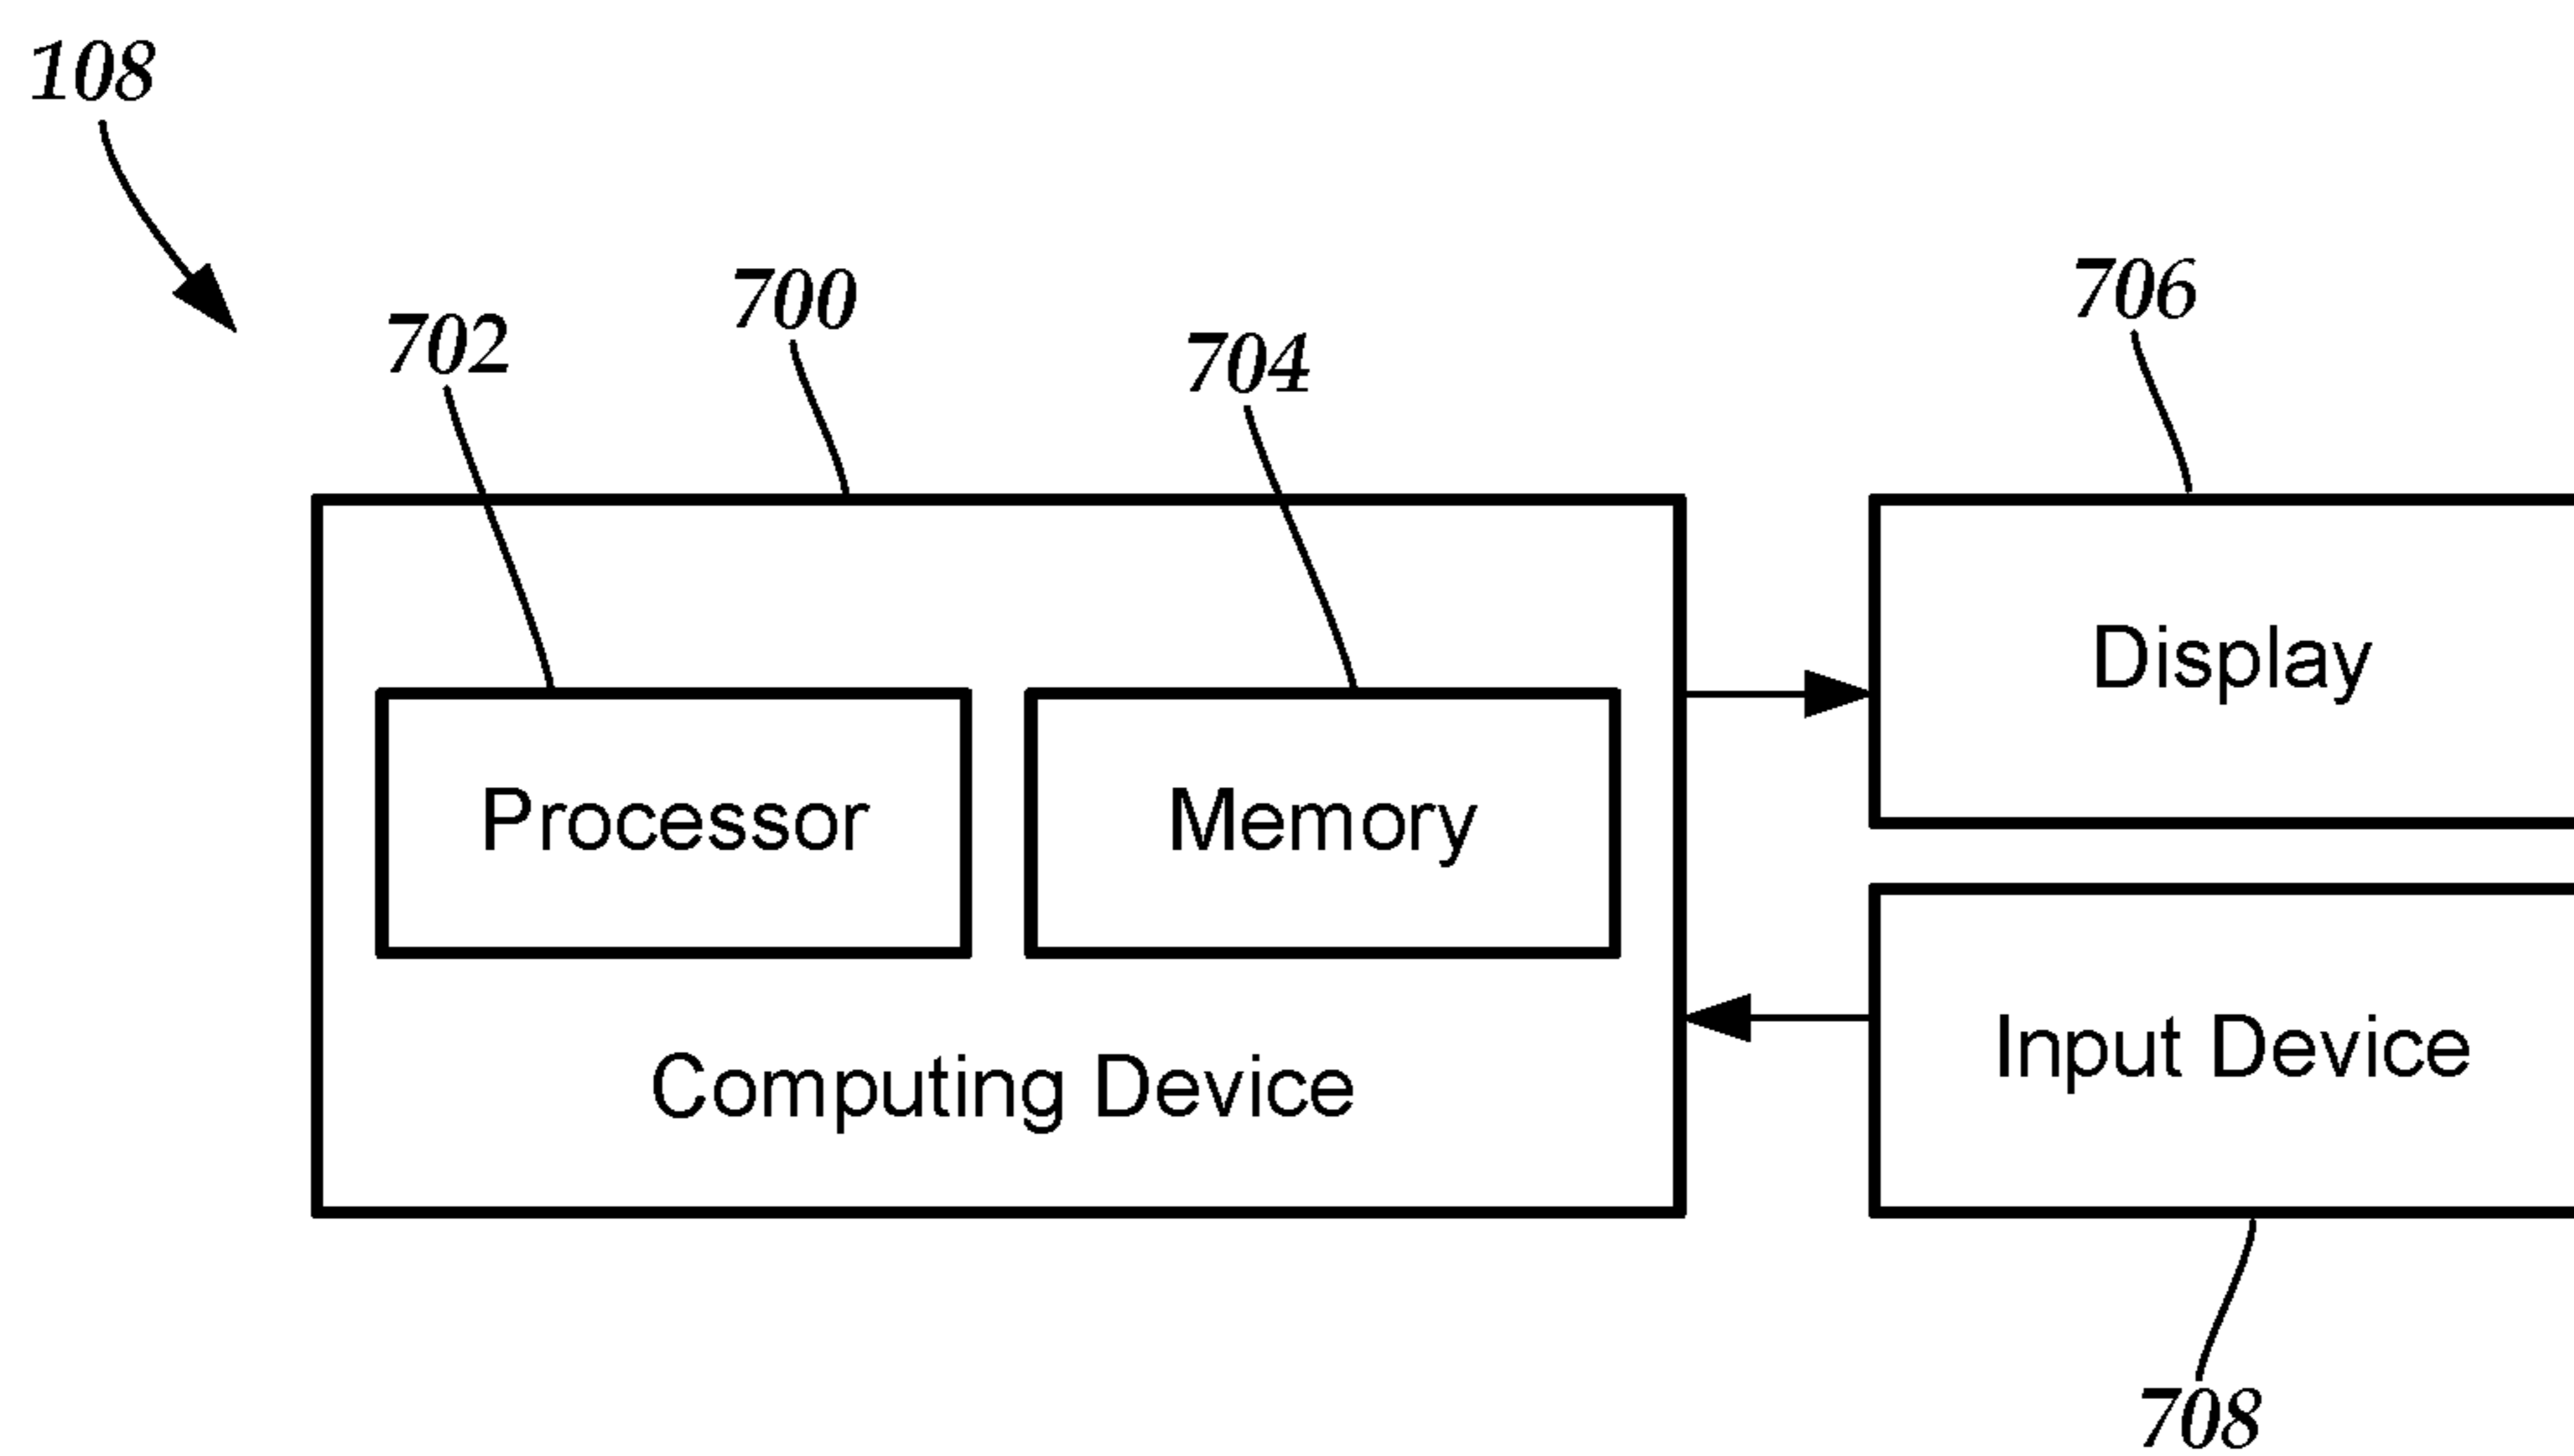 108
700
706
702
704
Display
Processor
Memory
Input Device
Computing Device
708